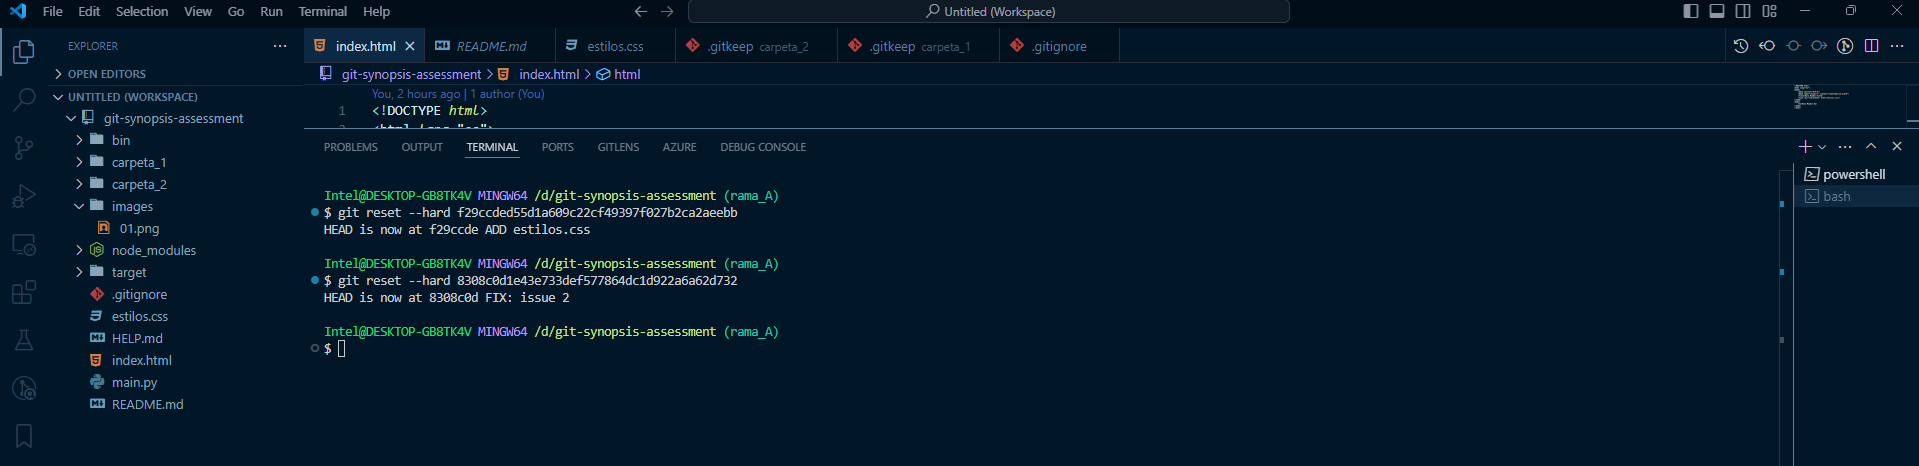 File Edit Selection View Go Run Terminal Help
Untitled (Workspace)
EXPLORER
OPEN EDITORS
UNTITLED (WORKSPACE)
git-synopsis-assessment
bin
carpeta_1
carpeta_2
images
01.png
node_modules
target
.gitignore
estilos.css
HELP.md
index.html
main.py
README.md
index.html README.md estilos.css .gitkeep carpeta_2 .gitkeep carpeta_1 .gitignore
git-synopsis-assessment > index.html > html
You, 2 hours ago | 1 author (You)
1 <!DOCTYPE html>
PROBLEMS OUTPUT TERMINAL PORTS GITLENS AZURE DEBUG CONSOLE
Intel@DESKTOP-GB8TK4V MINGW64 /d/git-synopsis-assessment (rama_A)
$ git reset --hard f29ccded55d1a609c22cf49397f027b2ca2aeebb
HEAD is now at f29ccde ADD estilos.css
Intel@DESKTOP-GB8TK4V MINGW64 /d/git-synopsis-assessment (rama_A)
$ git reset --hard 8308c0d1e43e733def577864dc1d922a6a62d732
HEAD is now at 8308c0d FIX: issue 2
Intel@DESKTOP-GB8TK4V MINGW64 /d/git-synopsis-assessment (rama_A)
$
powershell
bash